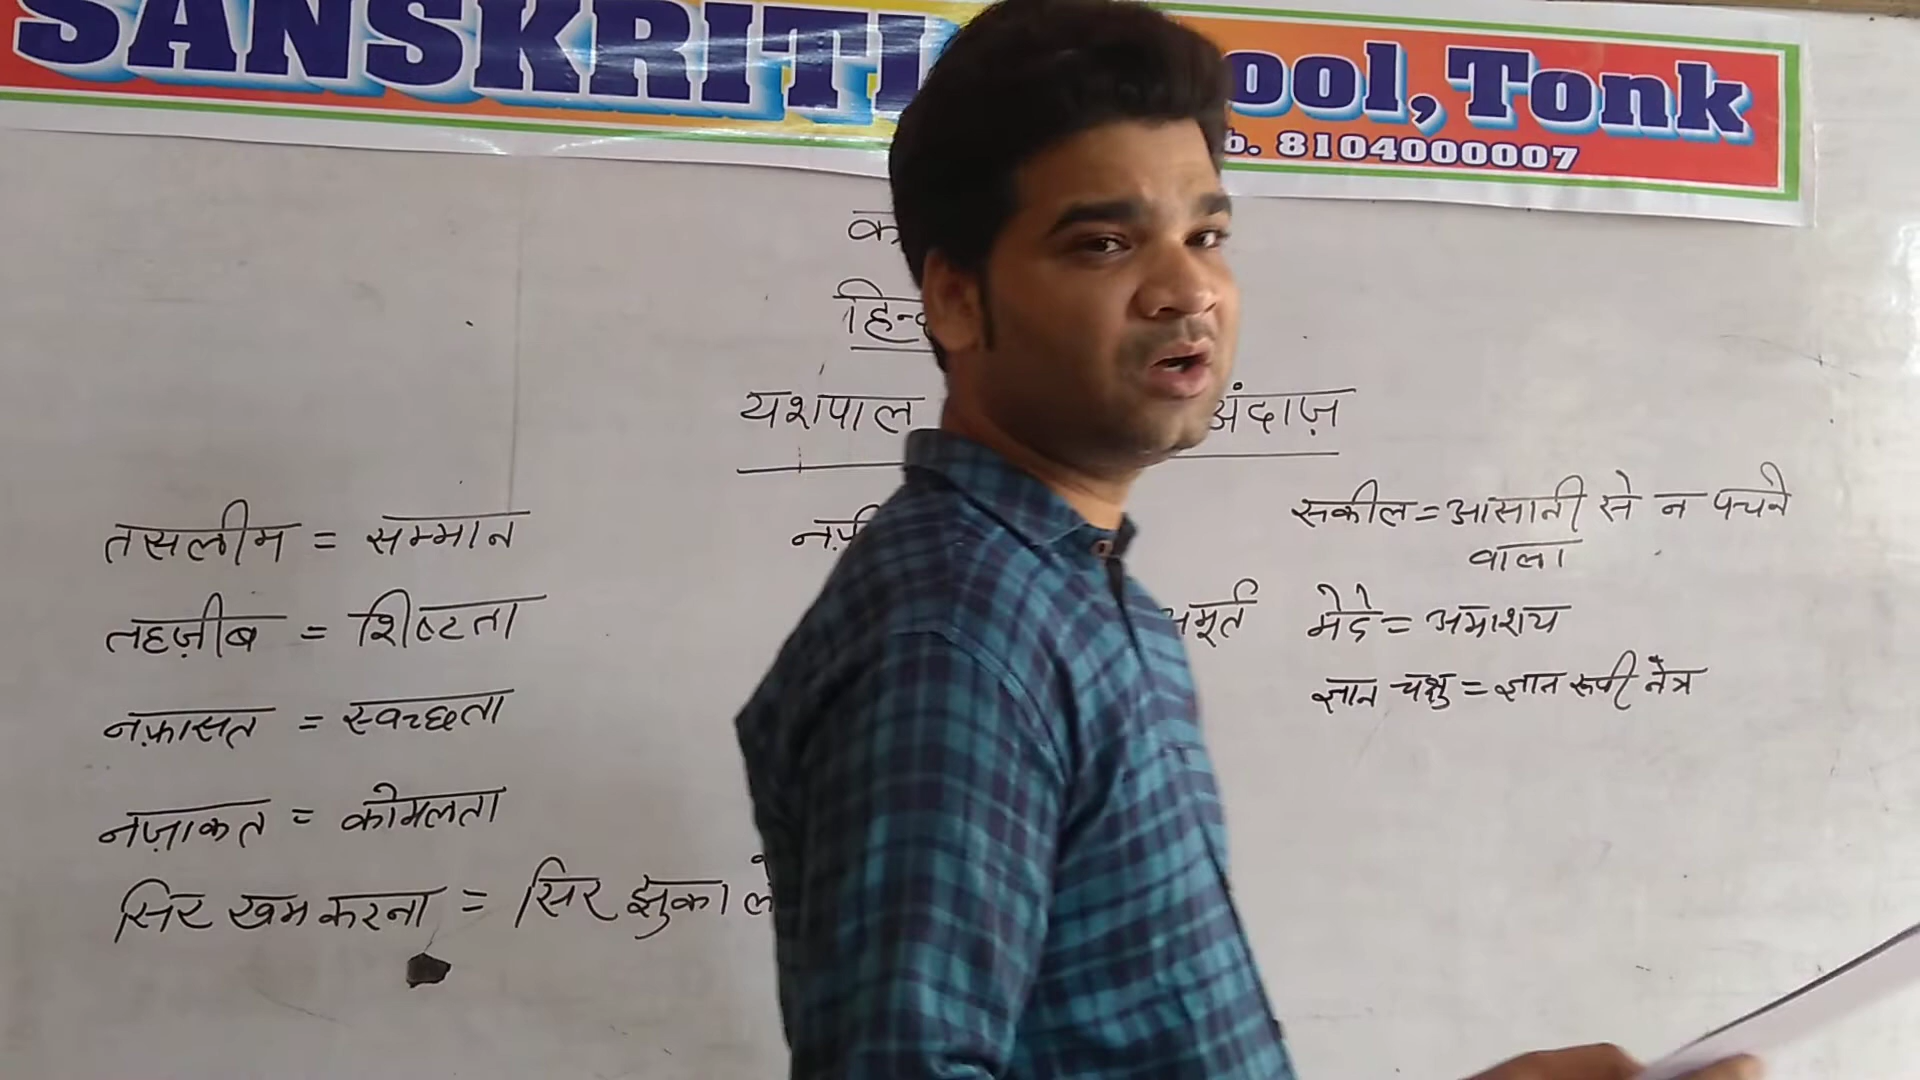 SANSKRITI ool, Tonk
b. 8104000007
यशपाल अंदाज़
तसलीम = सम्मान
तहज़ीब = शिष्टता
नफ़ासत = स्वच्छता
नज़ाकत = कोमलता
सिर खम करना = सिर झुका ले
मूर्त
सकील = आसानी से न पचने
वाला
मेदे = अमाशय
ज्ञान चक्षु = ज्ञान रूपी नेत्र